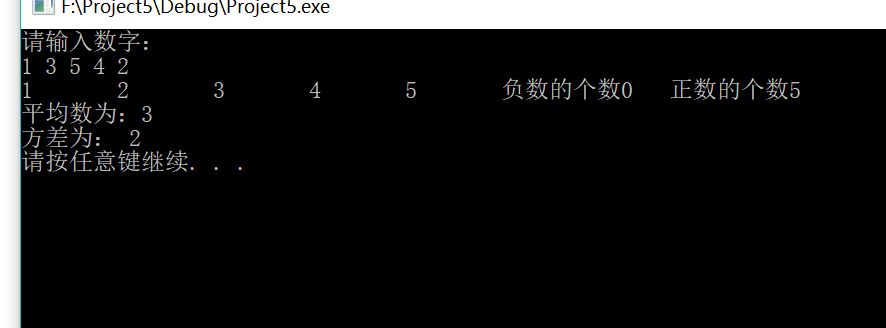 F:\Project5\Debug\Project5.exe
请输入数字：
1 3 5 4 2
1 2 3 4 5 负数的个数0 正数的个数5
平均数为：3
方差为： 2
请按任意键继续. . .